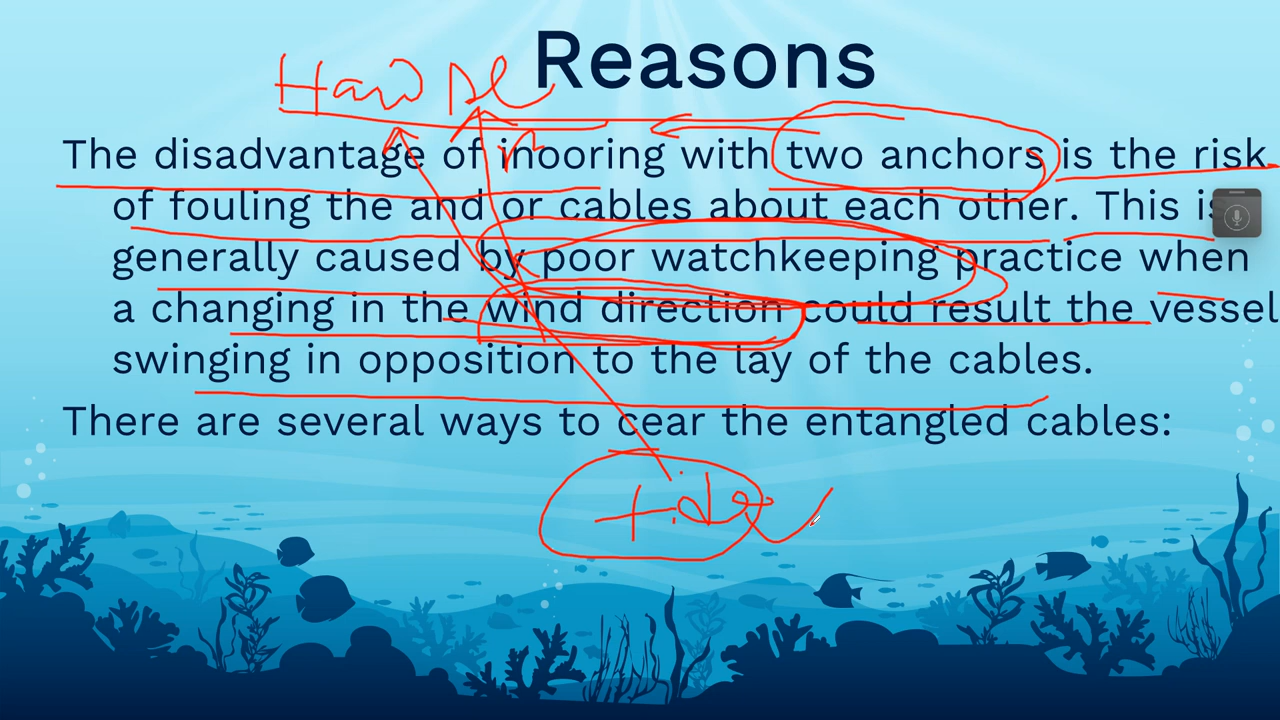 Reasons
The disadvantage of mooring with two anchors is the risk
of fouling the and or cables about each other. This is
generally caused by poor watchkeeping practice when
a changing in the wind direction could result the vessel
swinging in opposition to the lay of the cables.
There are several ways to cear the entangled cables:
tide